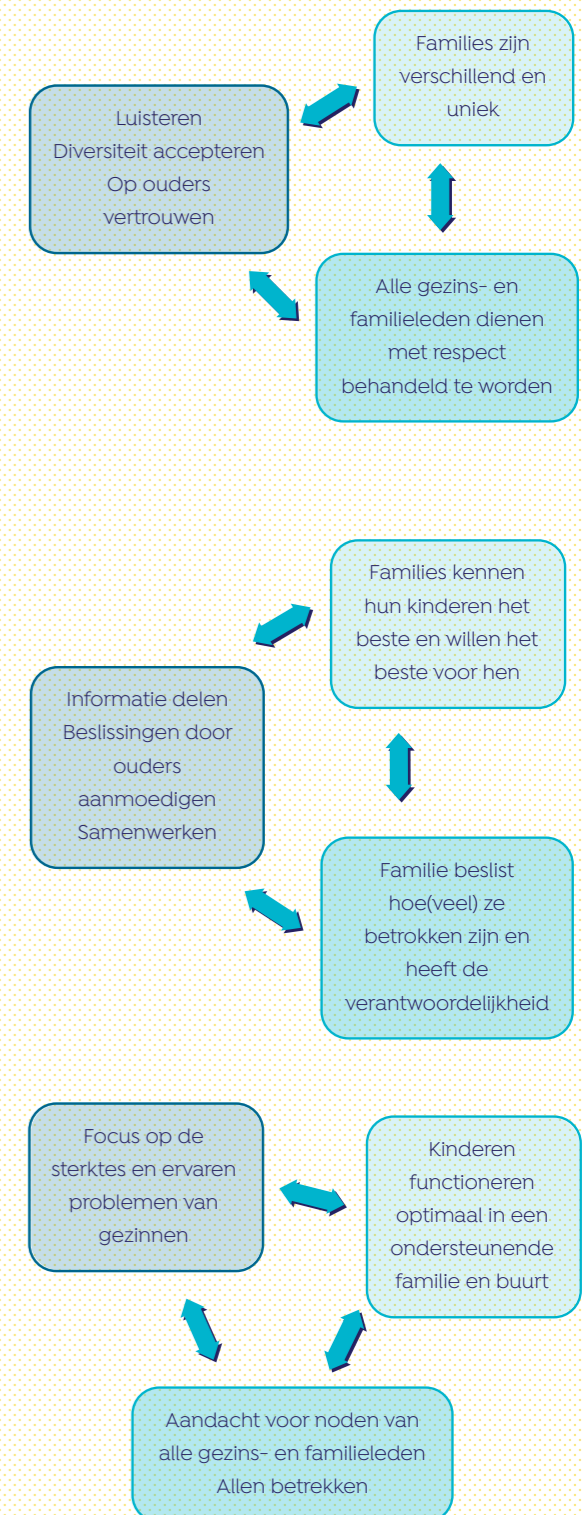 Families zijn
verschillend en
uniek
Luisteren
Diversiteit accepteren
Op ouders
vertrouwen
Alle gezins- en
familieleden dienen
met respect
behandeld te worden
Families kennen
hun kinderen het
beste en willen het
beste voor hen
Informatie delen
Beslissingen door
ouders
aanmoedigen
Samenwerken
Familie beslist
hoe(veel) ze
betrokken zijn en
heeft de
verantwoordelijkheid
Focus op de
sterktes en ervaren
problemen van
gezinnen
Kinderen
functioneren
optimaal in een
ondersteunende
familie en buurt
Aandacht voor noden van
alle gezins- en familieleden
Allen betrekken